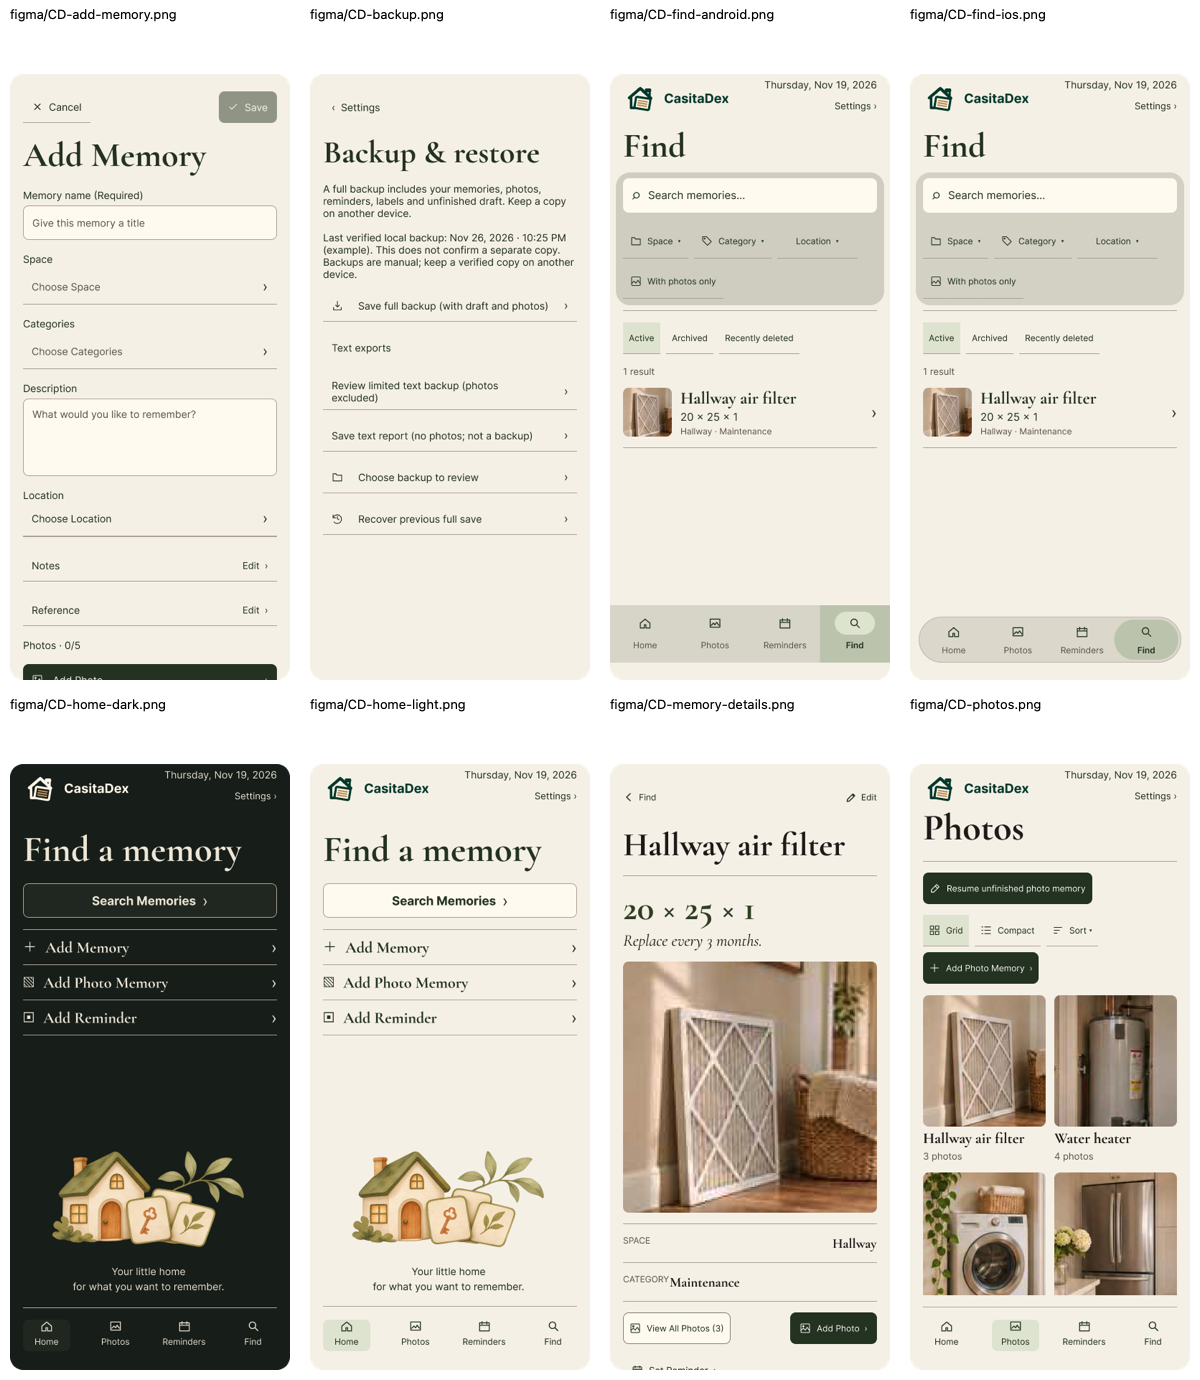 figma/CD-add-memory.png
figma/CD-backup.png
figma/CD-find-android.png
figma/CD-find-ios.png
Cancel
Save
Add Memory
Memory name (Required)
Give this memory a title
Space
Choose Space
Categories
Choose Categories
Description
What would you like to remember?
Location
Choose Location
Notes
Edit ›
Reference
Edit ›
Photos · 0/5
Add Photo
‹ Settings
Backup & restore
A full backup includes your memories, photos,
reminders, labels and unfinished draft. Keep a copy
on another device.
Last verified local backup: Nov 26, 2026 · 10:25 PM
(example). This does not confirm a separate copy.
Backups are manual; keep a verified copy on another
device.
Save full backup (with draft and photos) ›
Text exports
Review limited text backup (photos
excluded) ›
Save text report (no photos; not a backup) ›
Choose backup to review ›
Recover previous full save ›
Thursday, Nov 19, 2026
CasitaDex
Settings ›
Find
Search memories...
Space
Category
Location
With photos only
Active
Archived
Recently deleted
1 result
Hallway air filter
20 × 25 × 1
Hallway · Maintenance
Home
Photos
Reminders
Find
Thursday, Nov 19, 2026
CasitaDex
Settings ›
Find
Search memories...
Space
Category
Location
With photos only
Active
Archived
Recently deleted
1 result
Hallway air filter
20 × 25 × 1
Hallway · Maintenance
Home
Photos
Reminders
Find
figma/CD-home-dark.png
figma/CD-home-light.png
figma/CD-memory-details.png
figma/CD-photos.png
Thursday, Nov 19, 2026
CasitaDex
Settings ›
Find a memory
Search Memories ›
Add Memory ›
Add Photo Memory ›
Add Reminder ›
Your little home
for what you want to remember.
Home
Photos
Reminders
Find
Thursday, Nov 19, 2026
CasitaDex
Settings ›
Find a memory
Search Memories ›
Add Memory ›
Add Photo Memory ›
Add Reminder ›
Your little home
for what you want to remember.
Home
Photos
Reminders
Find
Find
Edit
Hallway air filter
20 × 25 × 1
Replace every 3 months.
SPACE
Hallway
CATEGORY
Maintenance
View All Photos (3)
Add Photo ›
Set Reminder ›
Thursday, Nov 19, 2026
CasitaDex
Settings ›
Photos
Resume unfinished photo memory
Grid
Compact
Sort
Add Photo Memory ›
Hallway air filter
3 photos
Water heater
4 photos
Home
Photos
Reminders
Find